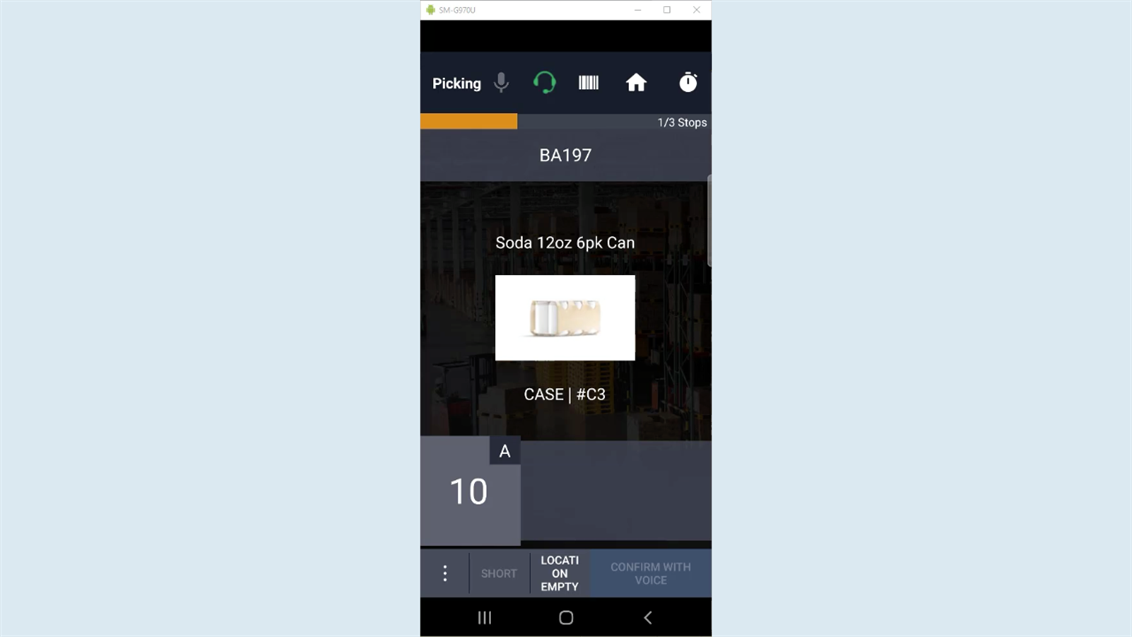 SM-G970U
Picking
1/3 Stops
BA197
Soda 12oz 6pk Can
CASE | #C3
A
10
SHORT
LOCATI
ON
EMPTY
CONFIRM WITH
VOICE